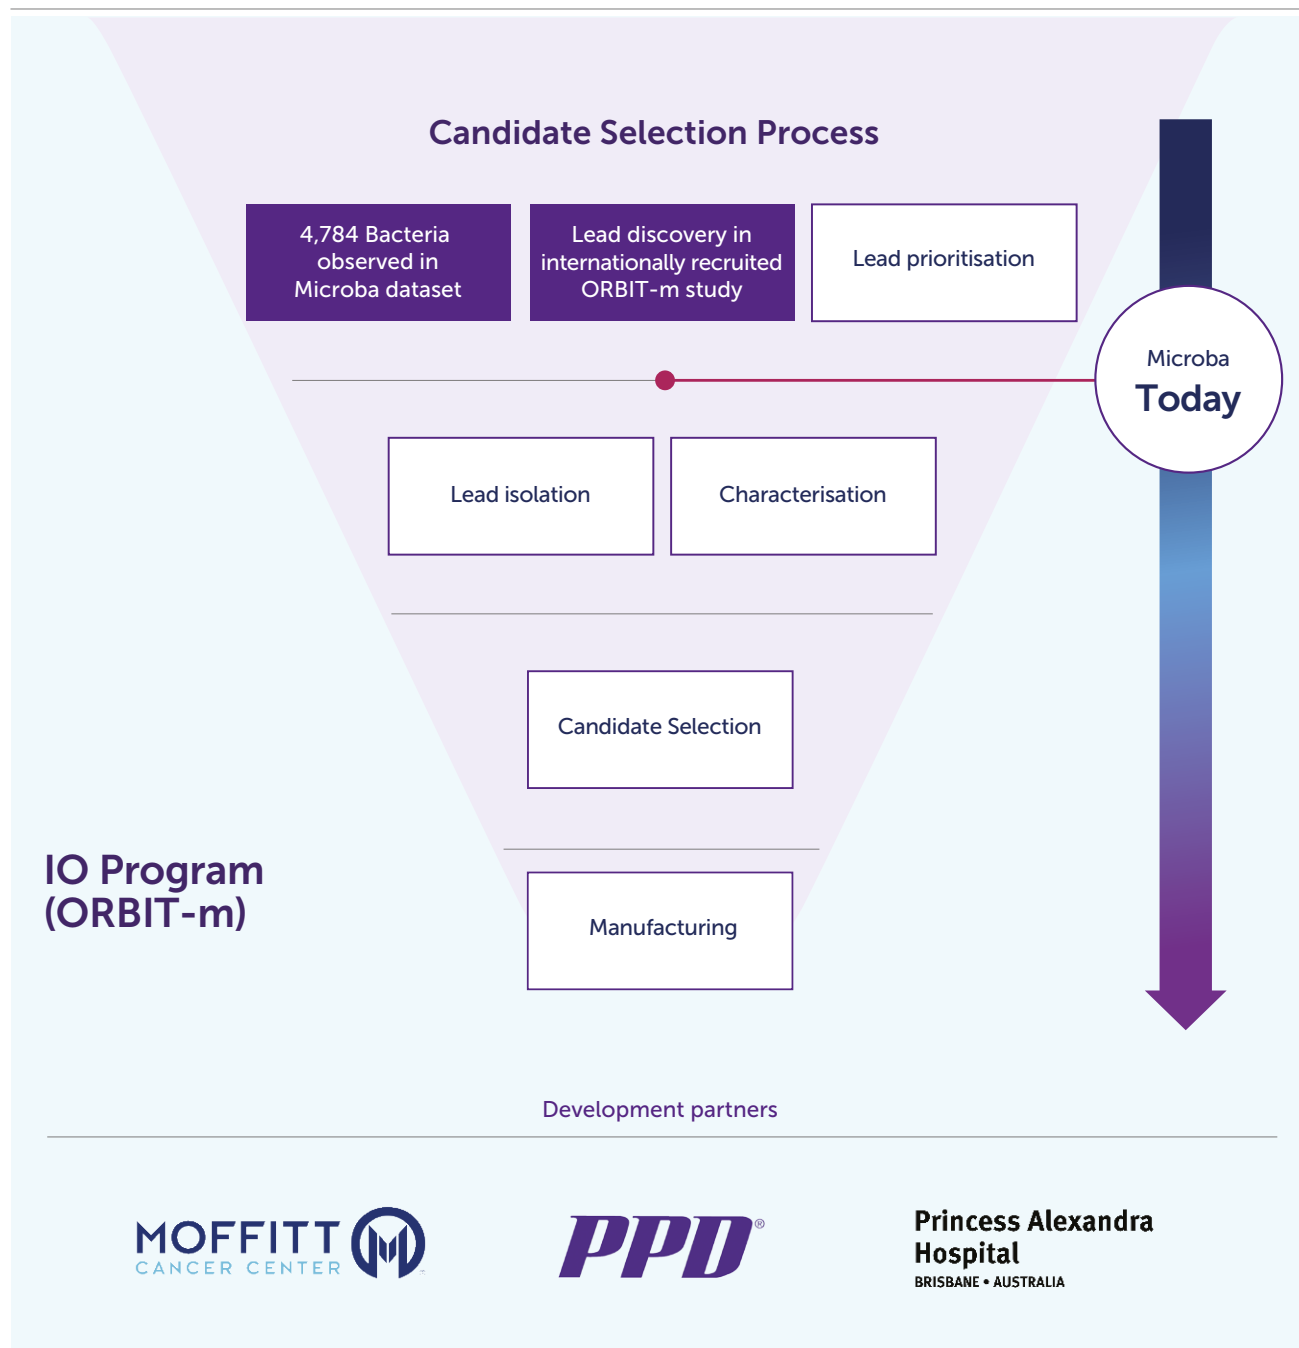 Candidate Selection Process
4,784 Bacteria
observed in
Microba dataset
Lead discovery in
internationally recruited
ORBIT-m study
Lead prioritisation
Microba
Today
Lead isolation
Characterisation
Candidate Selection
IO Program
(ORBIT-m)
Manufacturing
Development partners
MOFFITT
CANCER CENTER
PPD®
Princess Alexandra
Hospital
BRISBANE • AUSTRALIA